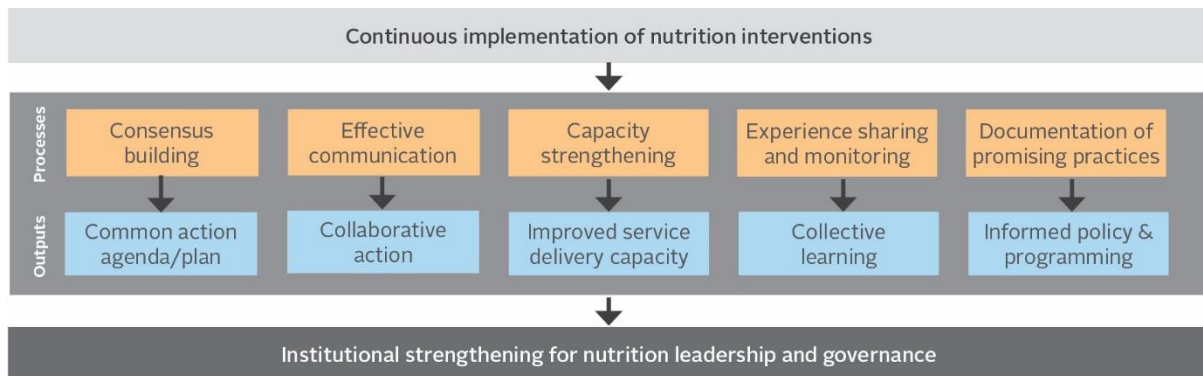 Continuous implementation of nutrition interventions
Processes
Consensus
building
Effective
communication
Capacity
strengthening
Experience sharing
and monitoring
Documentation of
promising practices
Outputs
Common action
agenda/plan
Collaborative
action
Improved service
delivery capacity
Collective
learning
Informed policy &
programming
Institutional strengthening for nutrition leadership and governance